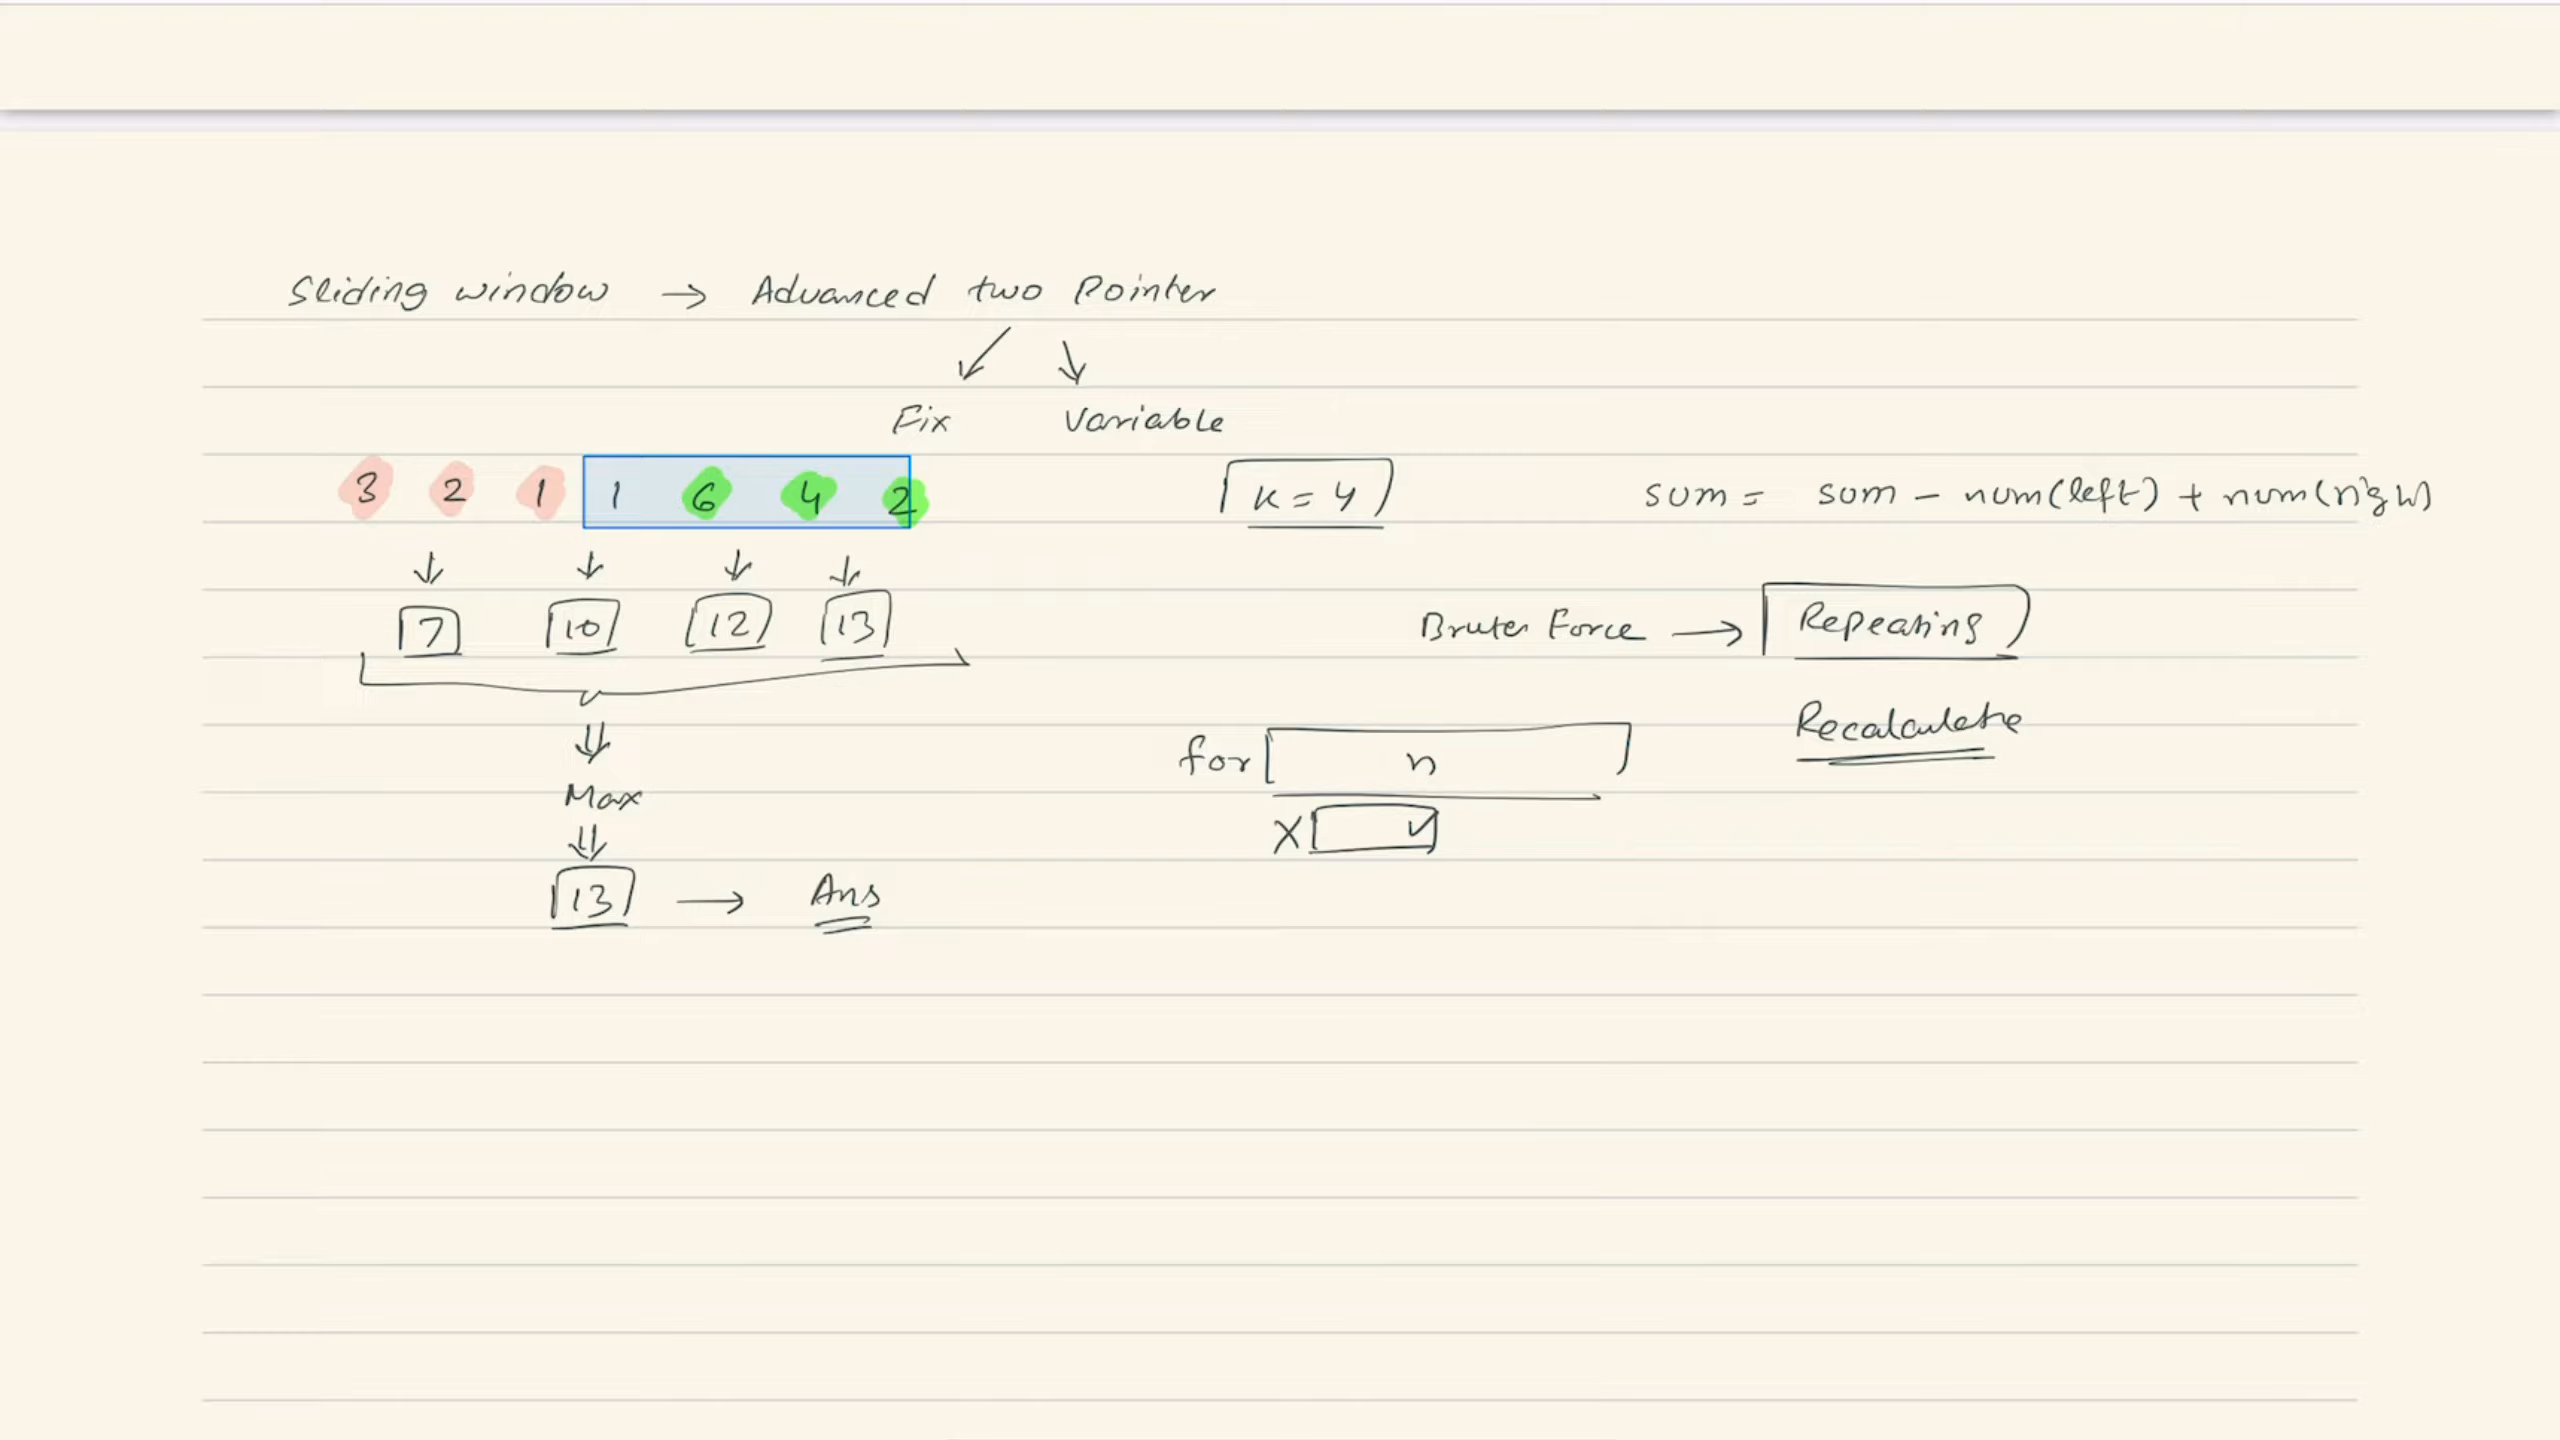 Sliding window → Advanced two Pointer
Fix Variable
3 2 1 1 6 4 2
k = 4
sum = sum - num(left) + num(right)
7 10 12 13
Bruter Force → Repeating
Recalculate
for n
Max
X
13 → Ans